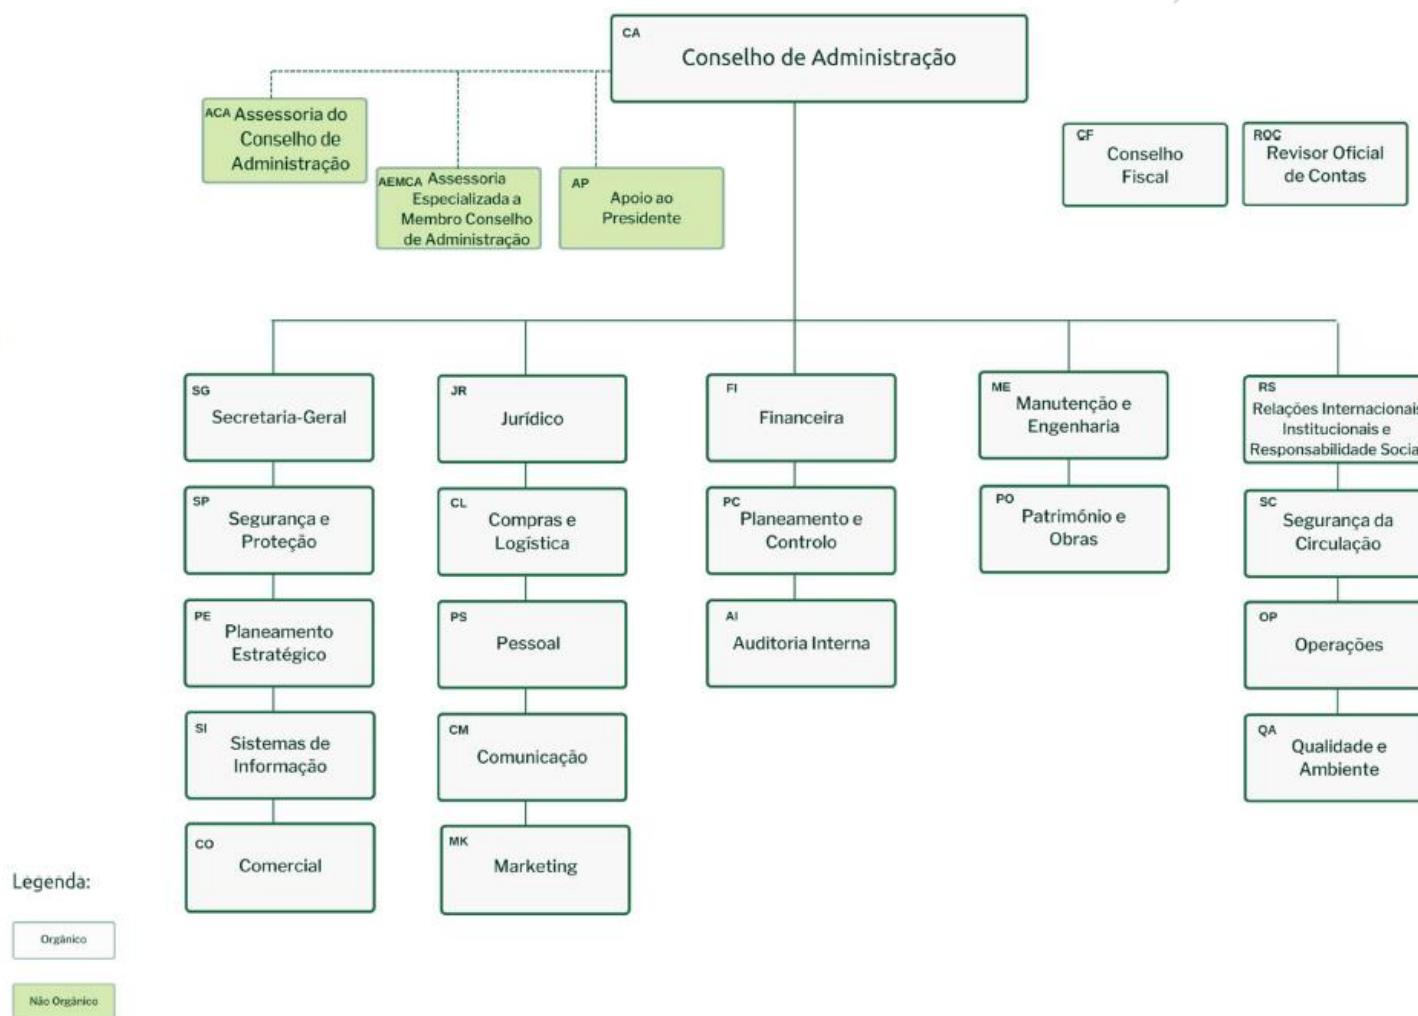 CA
Conselho de Administração
ACA Assessoria do
Conselho de
Administração
AEMCA Assessoria
Especializada a
Membro Conselho
de Administração
AP
Apoio ao
Presidente
CF
Conselho
Fiscal
ROC
Revisor Oficial
de Contas
SG
Secretaria-Geral
JR
Jurídico
FI
Financeira
ME
Manutenção e
Engenharia
RS
Relações Internacionais
Institucionais e
Responsabilidade Socia
SP
Segurança e
Proteção
CL
Compras e
Logística
PC
Planeamento e
Controlo
PO
Património e
Obras
SC
Segurança da
Circulação
PE
Planeamento
Estratégico
PS
Pessoal
AI
Auditoria Interna
OP
Operações
SI
Sistemas de
Informação
CM
Comunicação
QA
Qualidade e
Ambiente
CO
Comercial
MK
Marketing
Legenda:
Orgânico
Não Orgânico